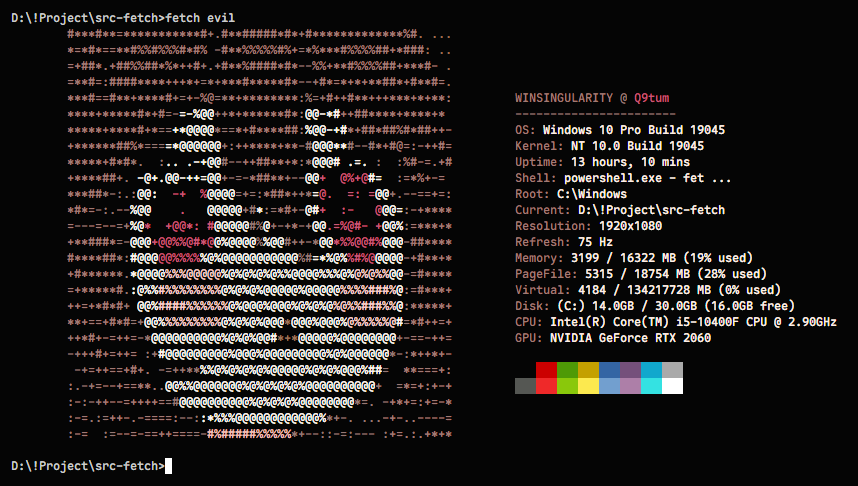 D:\!Project\src-fetch>fetch evil
WINSINGULARITY @ Q9tum
-----------------------
OS: Windows 10 Pro Build 19045
Kernel: NT 10.0 Build 19045
Uptime: 13 hours, 10 mins
Shell: powershell.exe - fet ...
Root: C:\Windows
Current: D:\!Project\src-fetch
Resolution: 1920x1080
Refresh: 75 Hz
Memory: 3199 / 16322 MB (19% used)
PageFile: 5315 / 18754 MB (28% used)
Virtual: 4184 / 134217728 MB (0% used)
Disk: (C:) 14.0GB / 30.0GB (16.0GB free)
CPU: Intel(R) Core(TM) i5-10400F CPU @ 2.90GHz
GPU: NVIDIA GeForce RTX 2060
D:\!Project\src-fetch>